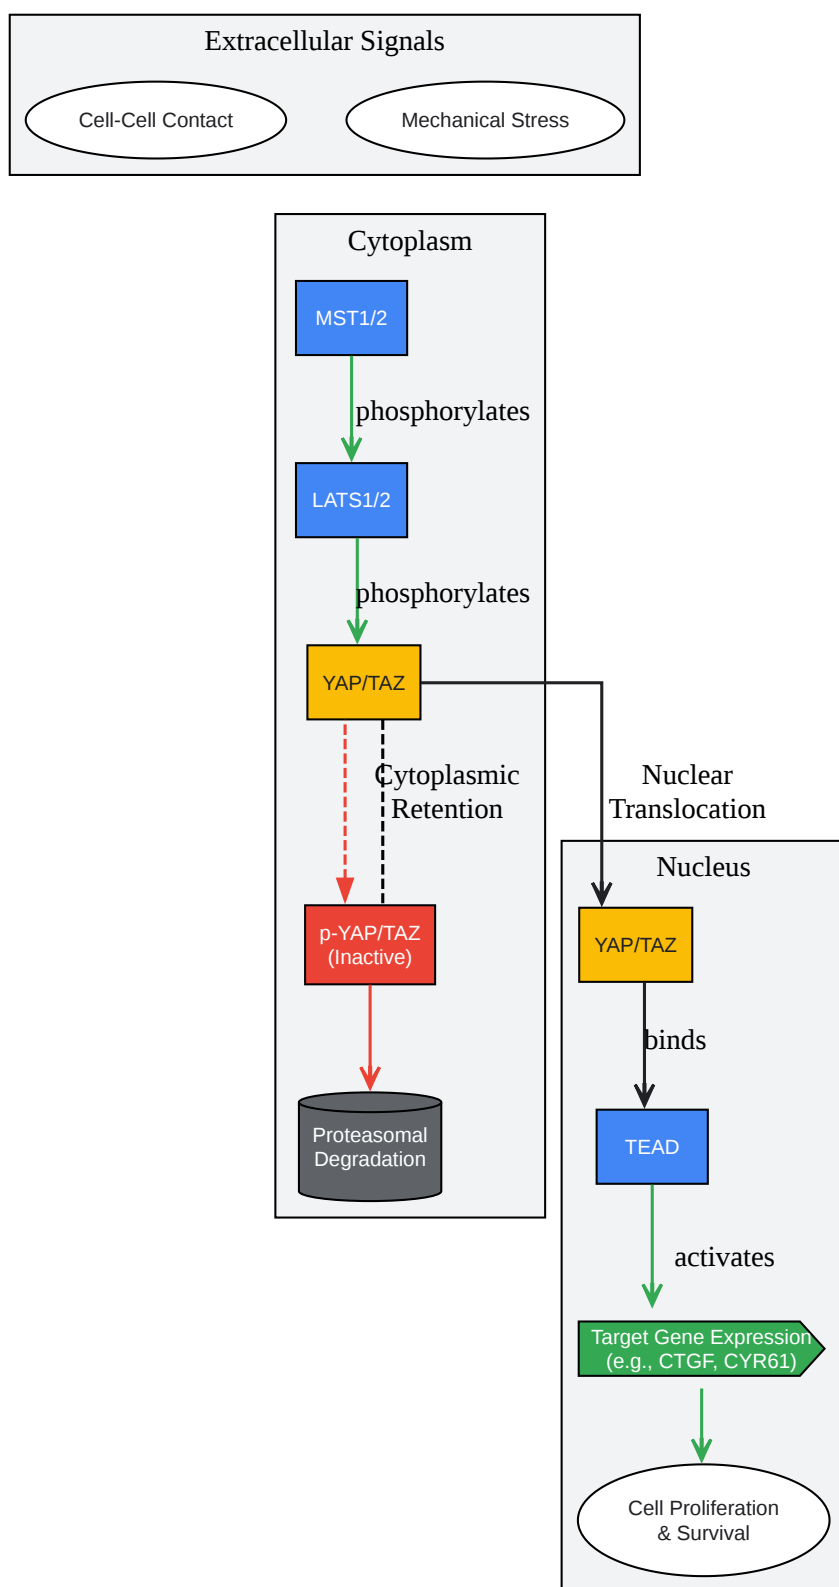 Extracellular Signals
Cell-Cell Contact
Mechanical Stress
Cytoplasm
MST1/2
phosphorylates
LATS1/2
phosphorylates
YAP/TAZ
Cytoplasmic
Retention
Nuclear
Translocation
Nucleus
p-YAP/TAZ
(Inactive)
YAP/TAZ
binds
Proteasomal
Degradation
TEAD
activates
Target Gene Expression
(e.g., CTGF, CYR61)
Cell Proliferation
& Survival